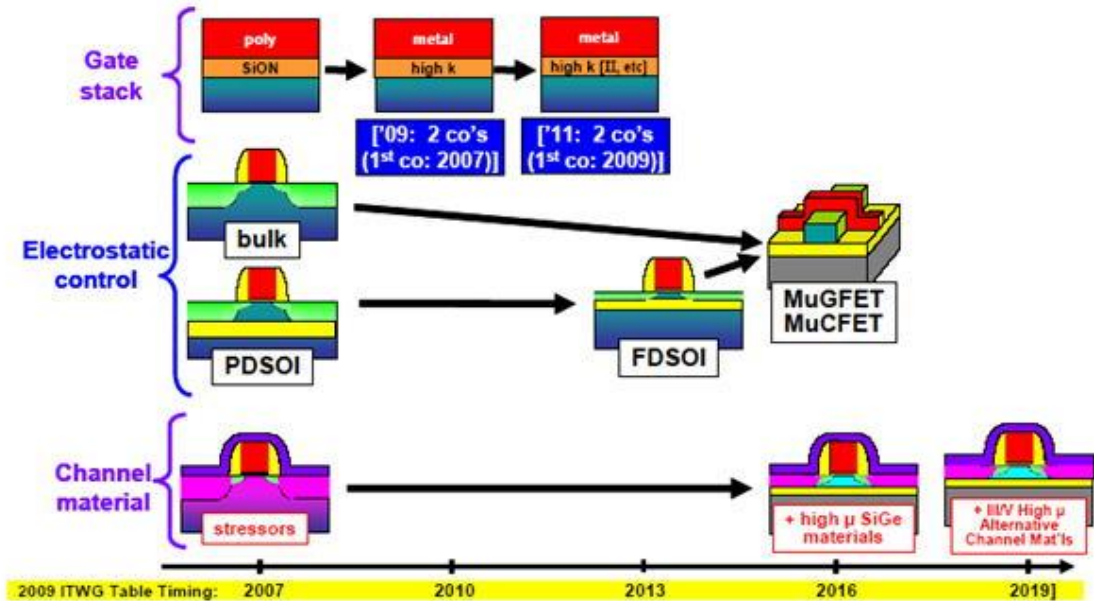 Gate
stack
poly
SiON
metal
high k
metal
high k [II, etc]
['09: 2 co's
(1st co: 2007)]
['11: 2 co's
(1st co: 2009)]
Electrostatic
control
bulk
PDSOI
FDSOI
MuGFET
MuCFET
Channel
material
stressors
+ high µ SiGe
materials
+ III/V High µ
Alternative
Channel Mat'ls
2009 ITWG Table Timing: 2007 2010 2013 2016 2019]